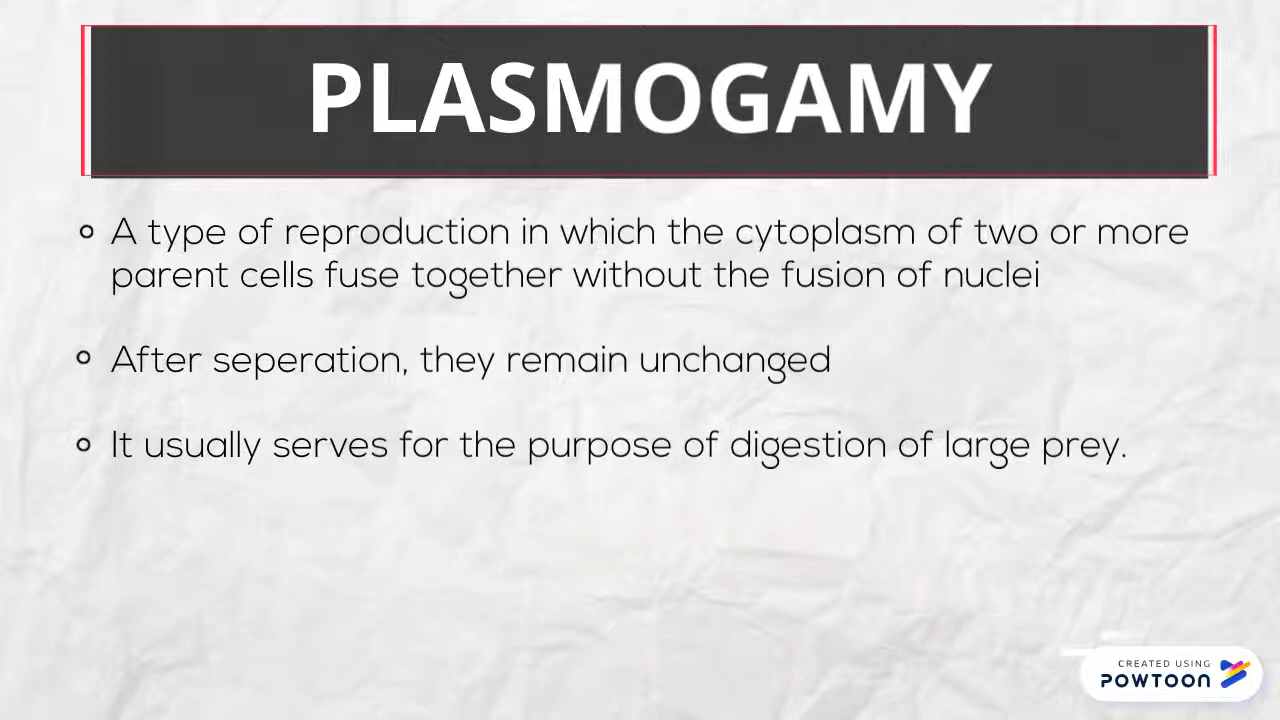 PLASMOGAMY
A type of reproduction in which the cytoplasm of two or more
parent cells fuse together without the fusion of nuclei
After seperation, they remain unchanged
It usually serves for the purpose of digestion of large prey.
CREATED USING
POWTOON